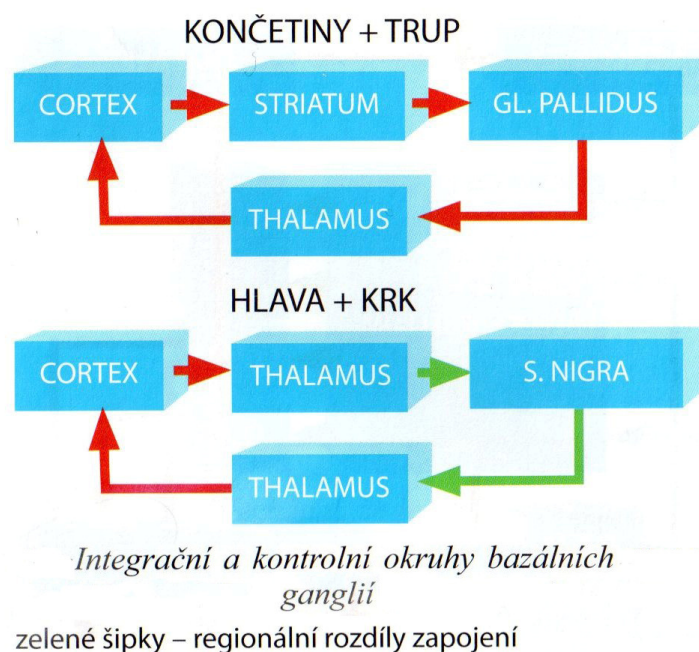 KONČETINY + TRUP
CORTEX
STRIATUM
GL. PALLIDUS
THALAMUS
HLAVA + KRK
CORTEX
THALAMUS
S. NIGRA
THALAMUS
Integrační a kontrolní okruhy bazálních
ganglií
zelené šipky – regionální rozdíly zapojení